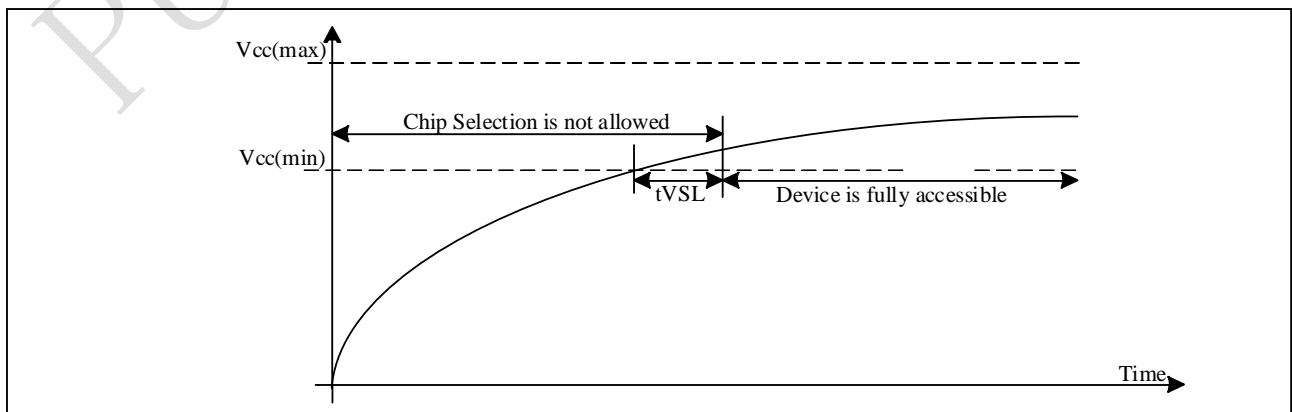 Vcc(max)
Chip Selection is not allowed
Vcc(min)
tVSL
Device is fully accessible
Time